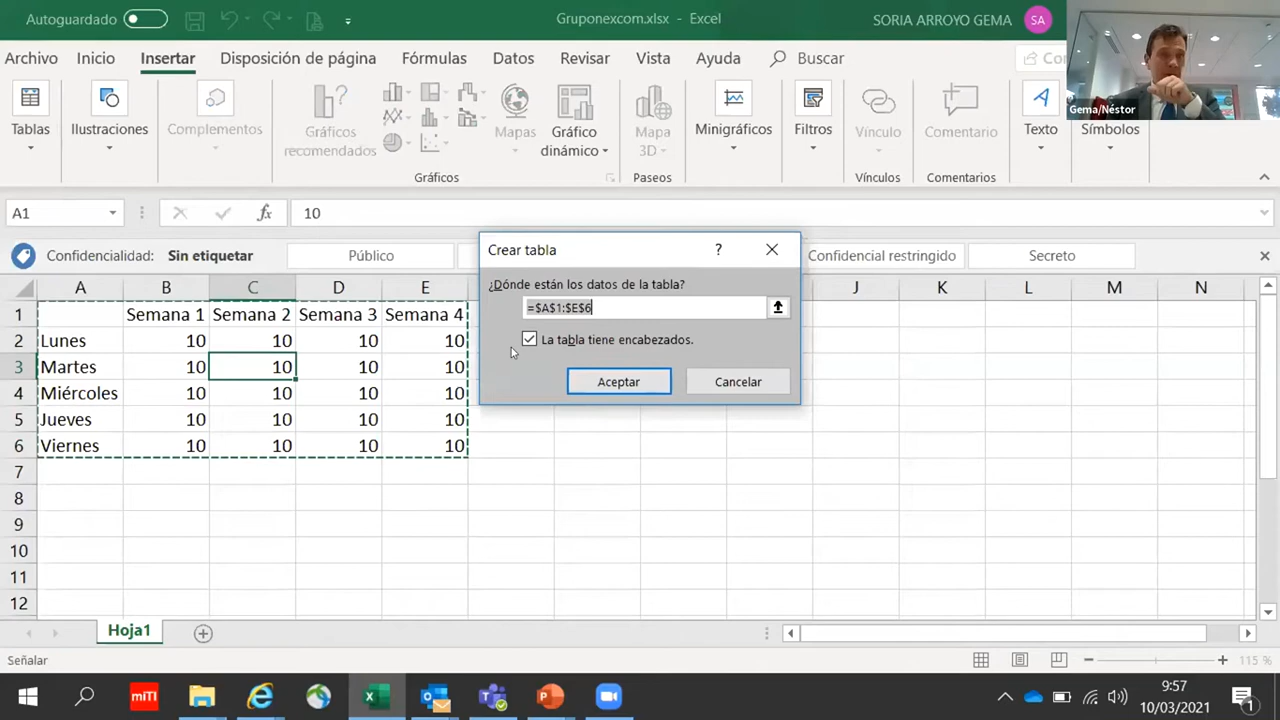 Autoguardado
Gruponexcom.xlsx - Excel
SORIA ARROYO GEMA
SA
Archivo
Inicio
Insertar
Disposición de página
Fórmulas
Datos
Revisar
Vista
Ayuda
Buscar
Gema/Néstor
Tablas
Ilustraciones
Complementos
Gráficos recomendados
Mapas
Gráfico dinámico
Mapa 3D
Minigráficos
Filtros
Vínculo
Comentario
Texto
Símbolos
Gráficos
Paseos
Vínculos
Comentarios
A1
fx
10
Confidencialidad:
Sin etiquetar
Público
Confidencial restringido
Secreto
Crear tabla
?
¿Dónde están los datos de la tabla?
=$A$1:$E$6
La tabla tiene encabezados.
Aceptar
Cancelar
A B C D E J K L M N
1 Semana 1 Semana 2 Semana 3 Semana 4
2 Lunes 10 10 10 10
3 Martes 10 10 10 10
4 Miércoles 10 10 10 10
5 Jueves 10 10 10 10
6 Viernes 10 10 10 10
7
8
9
10
11
12
Hoja1
Señalar
115 %
miTI
9:57
10/03/2021
1